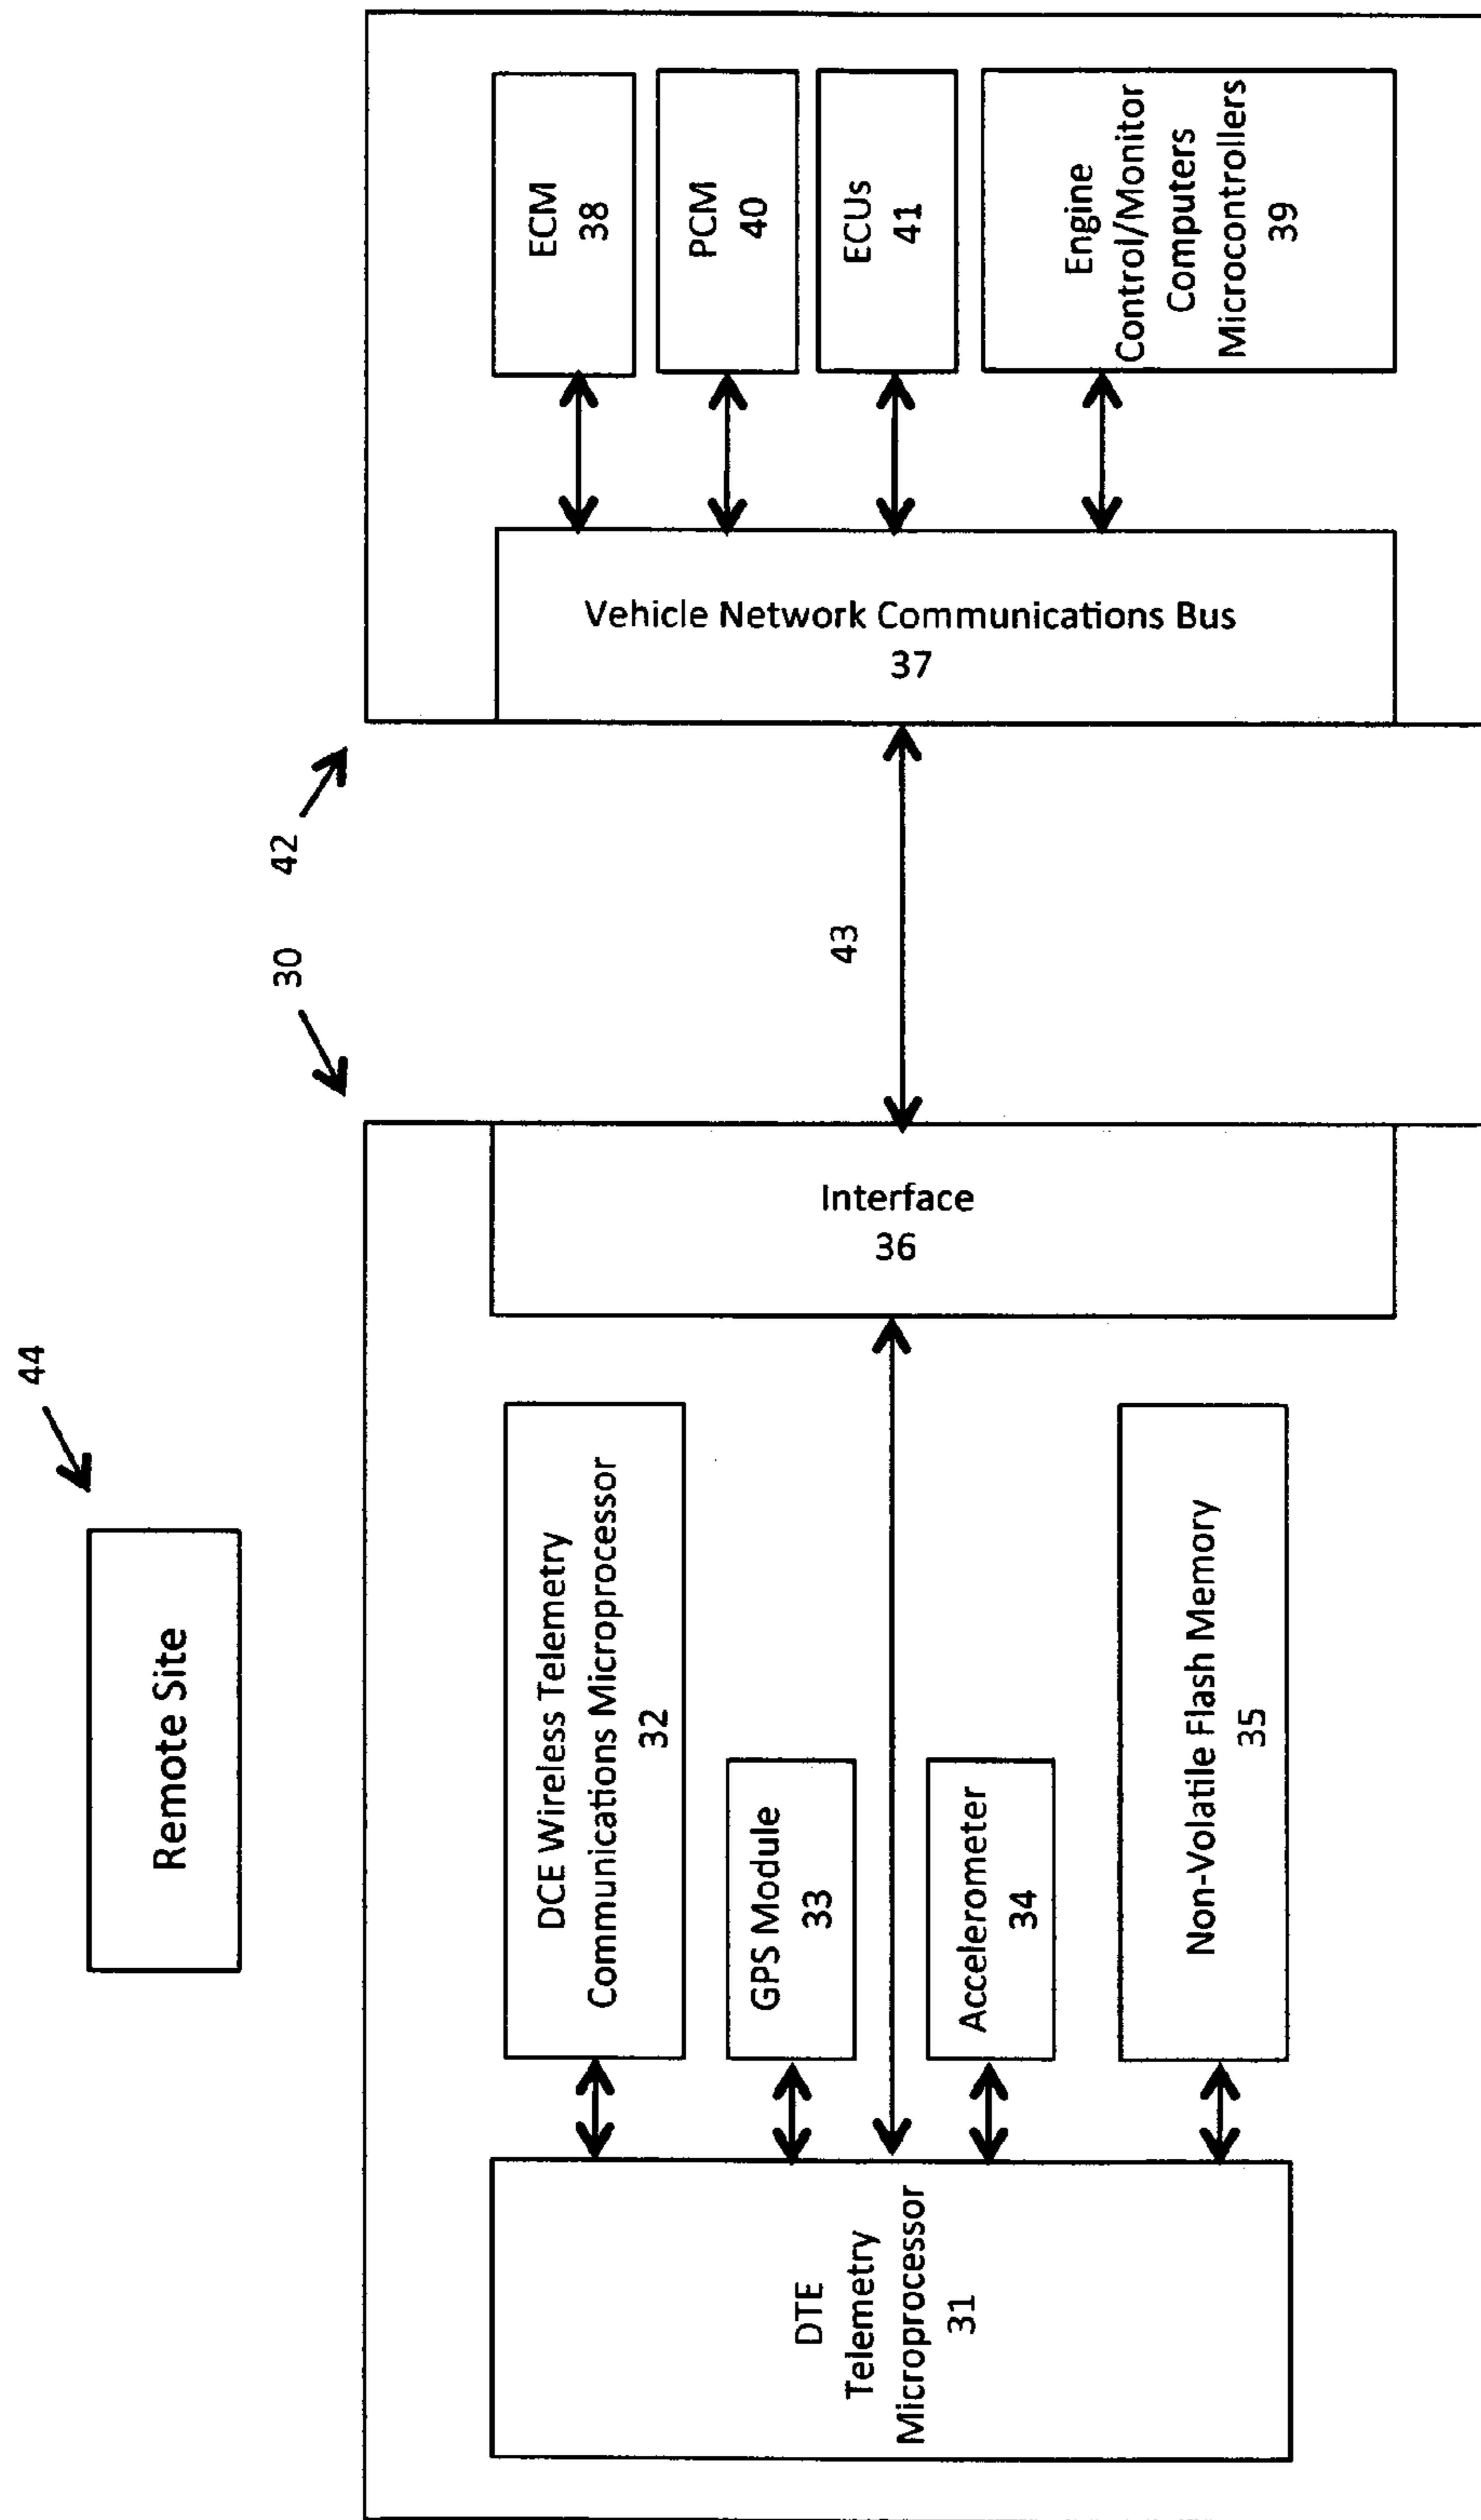 44
Remote Site
30
42
DTE
Telemetry
Microprocessor
31
DCE Wireless Telemetry
Communications Microprocessor
32
GPS Module
33
Accelerometer
34
Non-Volatile Flash Memory
35
Interface
36
43
Vehicle Network Communications Bus
37
ECM
38
PCM
40
ECUs
41
Engine
Control/Monitor
Computers
Microcontrollers
39